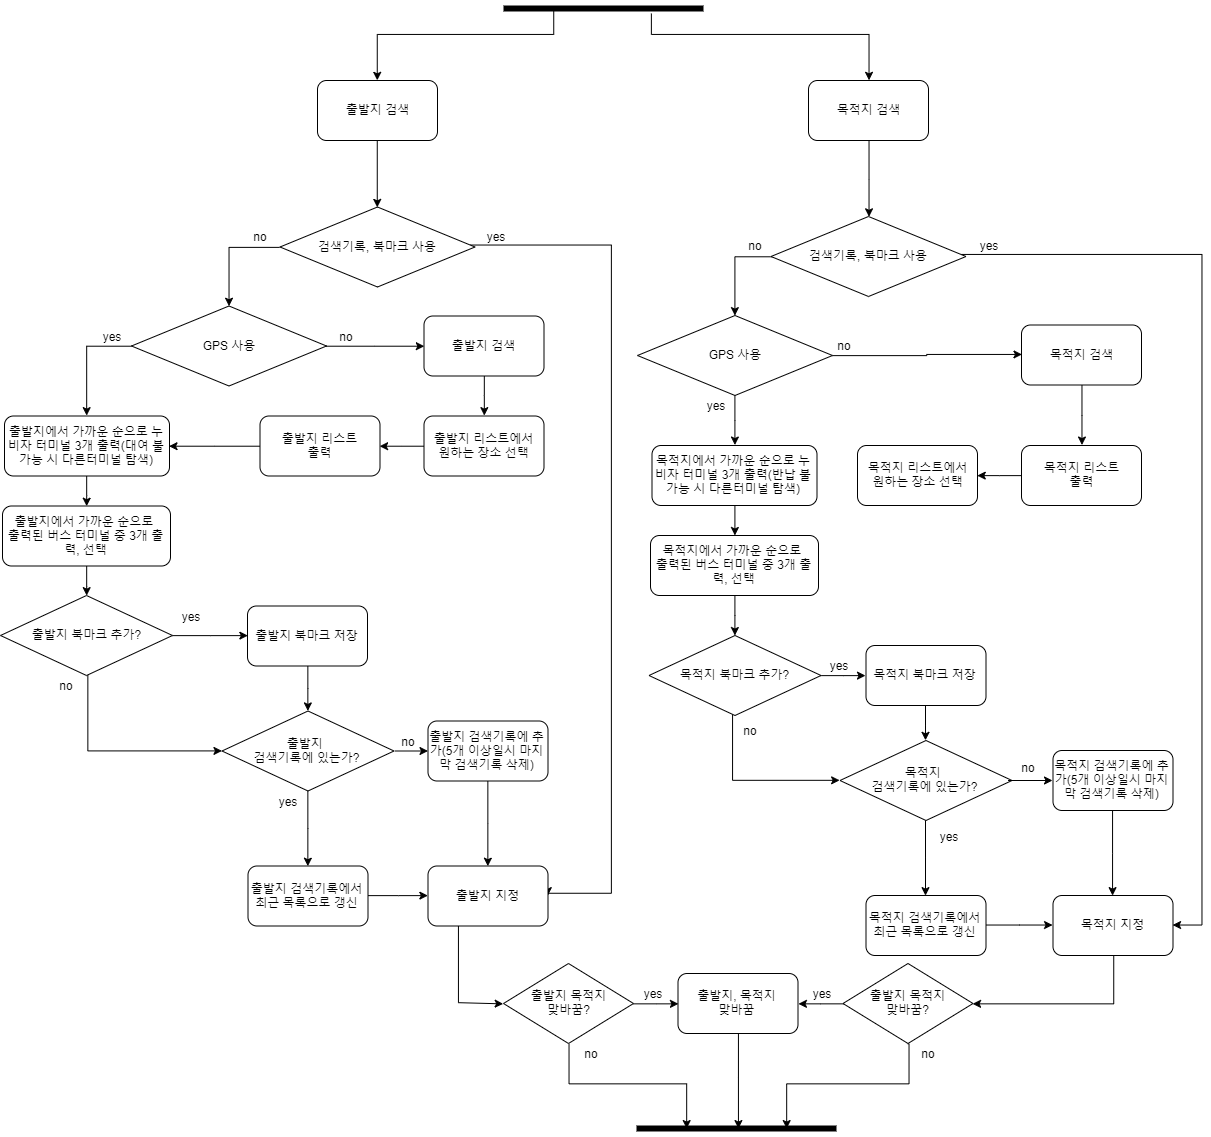 출발지 검색
목적지 검색
검색기록, 북마크 사용
no
yes
검색기록, 북마크 사용
no
yes
GPS 사용
yes
no
출발지 검색
GPS 사용
no
yes
목적지 검색
출발지에서 가까운 순으로 누
비자 터미널 3개 출력(대여 불
가능 시 다른터미널 탐색)
출발지 리스트
출력
출발지 리스트에서
원하는 장소 선택
목적지에서 가까운 순으로 누
비자 터미널 3개 출력(반납 불
가능 시 다른터미널 탐색)
목적지 리스트에서
원하는 장소 선택
목적지 리스트
출력
출발지에서 가까운 순으로
출력된 버스 터미널 중 3개 출
력, 선택
목적지에서 가까운 순으로
출력된 버스 터미널 중 3개 출
력, 선택
출발지 북마크 추가?
yes
no
출발지 북마크 저장
목적지 북마크 추가?
yes
no
목적지 북마크 저장
출발지
검색기록에 있는가?
no
yes
출발지 검색기록에 추
가(5개 이상일시 마지
막 검색기록 삭제)
목적지
검색기록에 있는가?
no
yes
목적지 검색기록에 추
가(5개 이상일시 마지
막 검색기록 삭제)
출발지 검색기록에서
최근 목록으로 갱신
출발지 지정
목적지 검색기록에서
최근 목록으로 갱신
목적지 지정
출발지 목적지
맞바꿈?
yes
no
출발지, 목적지
맞바꿈
출발지 목적지
맞바꿈?
yes
no